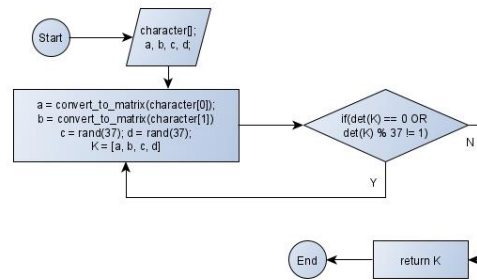 Start
character[];
a, b, c, d;
a = convert_to_matrix(character[0]);
b = convert_to_matrix(character[1])
c = rand(37); d = rand(37);
K = [a, b, c, d]
if(det(K) == 0 OR
det(K) % 37 != 1)
N
Y
End
return K